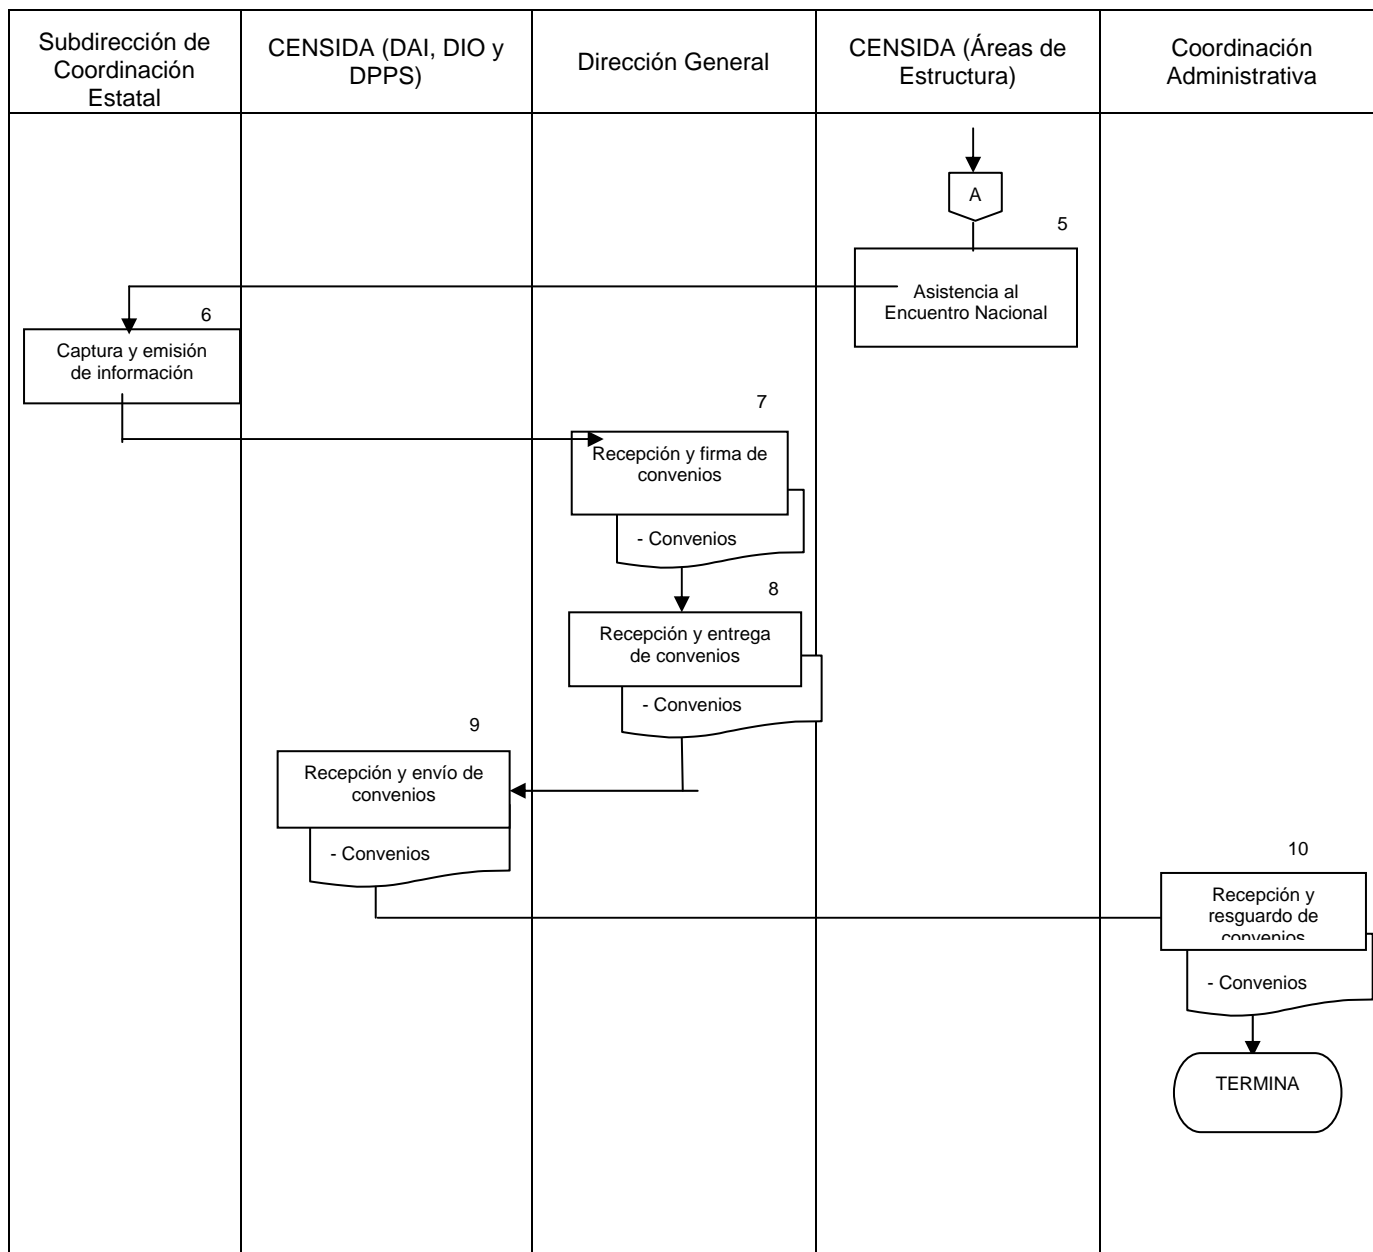 Subdirección de
Coordinación
Estatal
CENSIDA (DAI, DIO y
DPPS)
Dirección General
CENSIDA (Áreas de
Estructura)
Coordinación
Administrativa
A
5
Asistencia al
Encuentro Nacional
6
Captura y emisión
de información
7
Recepción y firma de
convenios
- Convenios
8
Recepción y entrega
de convenios
- Convenios
9
Recepción y envío de
convenios
- Convenios
10
Recepción y
resguardo de
convenios
- Convenios
TERMINA